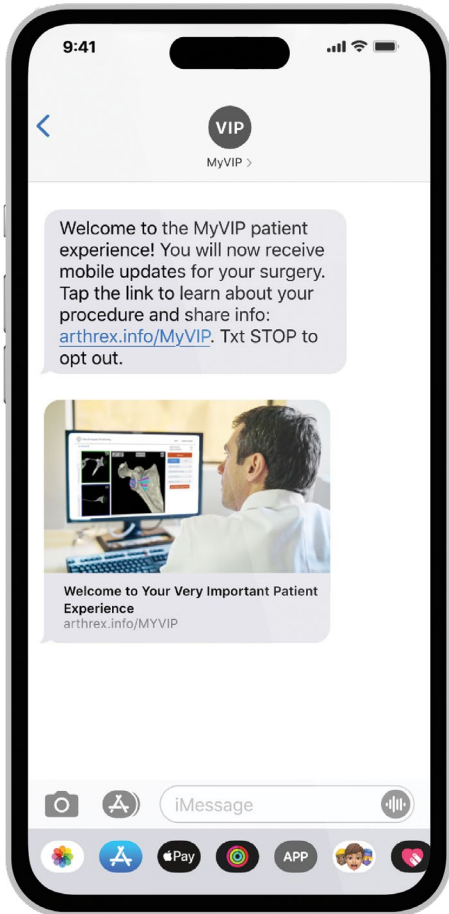 9:41
VIP
MyVIP >
Welcome to the MyVIP patient
experience! You will now receive
mobile updates for your surgery.
Tap the link to learn about your
procedure and share info:
arthrex.info/MyVIP. Txt STOP to
opt out.
Welcome to Your Very Important Patient
Experience
arthrex.info/MYVIP
iMessage
Pay
APP